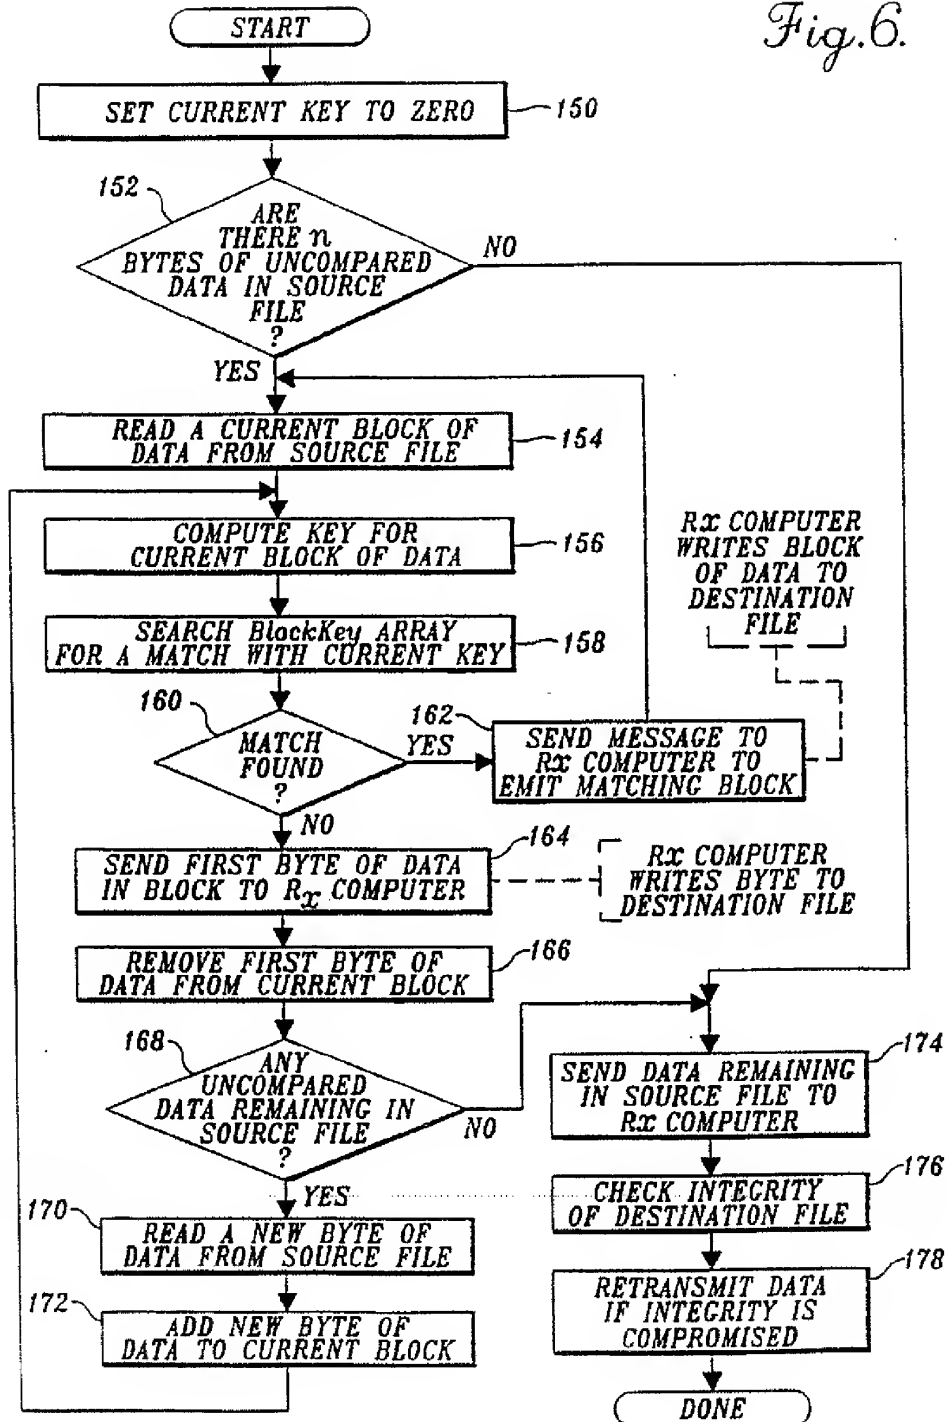 START
Fig.6.
SET CURRENT KEY TO ZERO
150
152
ARE
THERE n
BYTES OF UNCOMPARED
DATA IN SOURCE
FILE
?
NO
YES
READ A CURRENT BLOCK OF
DATA FROM SOURCE FILE
154
COMPUTE KEY FOR
CURRENT BLOCK OF DATA
156
RX COMPUTER
WRITES BLOCK
OF DATA TO
DESTINATION
FILE
SEARCH BlockKey ARRAY
FOR A MATCH WITH CURRENT KEY
158
160
MATCH
FOUND
?
YES
162
SEND MESSAGE TO
RX COMPUTER TO
EMIT MATCHING BLOCK
NO
164
SEND FIRST BYTE OF DATA
IN BLOCK TO Rx COMPUTER
RX COMPUTER
WRITES BYTE TO
DESTINATION FILE
REMOVE FIRST BYTE OF
DATA FROM CURRENT BLOCK
166
168
ANY
UNCOMPARED
DATA REMAINING IN
SOURCE FILE
?
NO
YES
170
READ A NEW BYTE OF
DATA FROM SOURCE FILE
172
ADD NEW BYTE OF
DATA TO CURRENT BLOCK
174
SEND DATA REMAINING
IN SOURCE FILE TO
RX COMPUTER
176
CHECK INTEGRITY
OF DESTINATION FILE
178
RETRANSMIT DATA
IF INTEGRITY IS
COMPROMISED
DONE